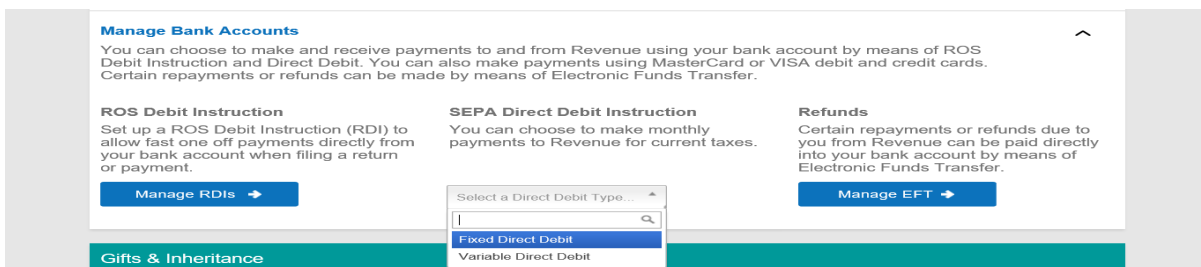 Manage Bank Accounts
You can choose to make and receive payments to and from Revenue using your bank account by means of ROS
Debit Instruction and Direct Debit. You can also make payments using MasterCard or VISA debit and credit cards.
Certain repayments or refunds can be made by means of Electronic Funds Transfer.
ROS Debit Instruction
Set up a ROS Debit Instruction (RDI) to
allow fast one off payments directly from
your bank account when filing a return
or payment.
Manage RDIs
SEPA Direct Debit Instruction
You can choose to make monthly
payments to Revenue for current taxes.
Select a Direct Debit Type...
Fixed Direct Debit
Variable Direct Debit
Refunds
Certain repayments or refunds due to
you from Revenue can be paid directly
into your bank account by means of
Electronic Funds Transfer.
Manage EFT
Gifts & Inheritance